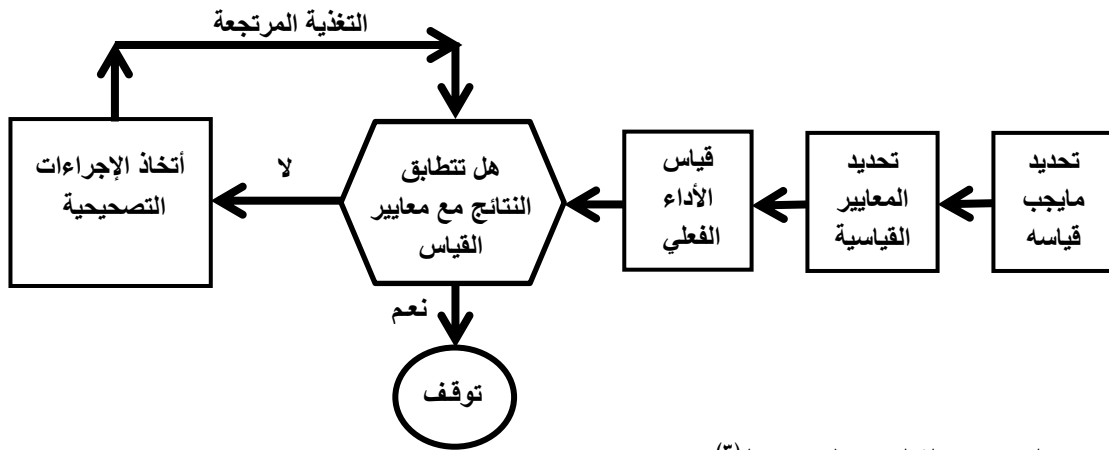 التغذية المرتجعة
تحديد
مايجب
قياسه
تحديد
المعايير
القياسية
قياس
الأداء
الفعلي
هل تتطابق
النتائج مع معايير
القياس
لا
أتخاذ الإجراءات
التصحيحية
نعم
توقف
(٣)